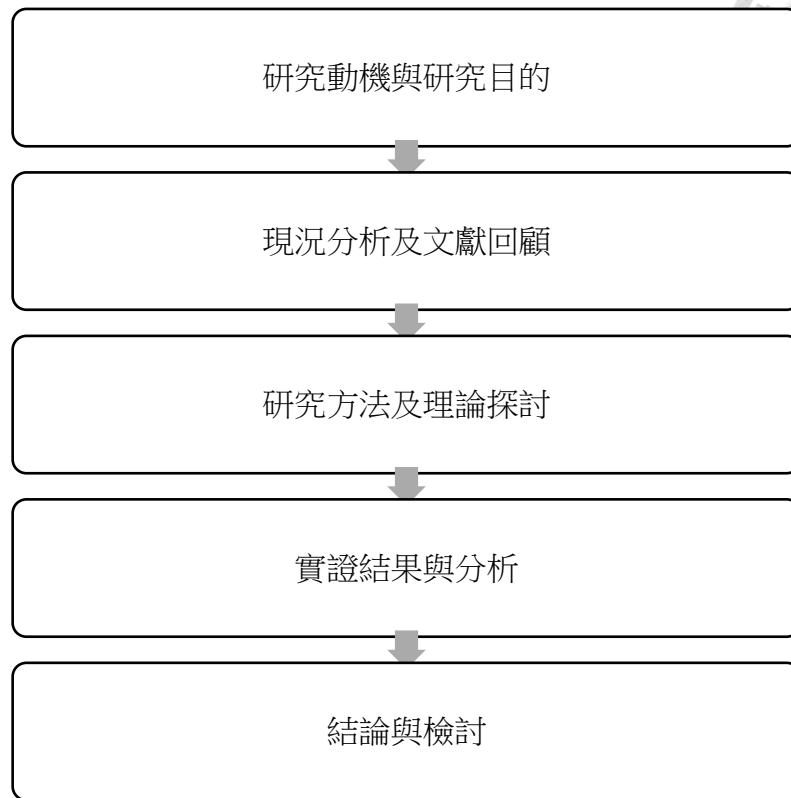 研究動機與研究目的
現況分析及文獻回顧
研究方法及理論探討
實證結果與分析
結論與檢討